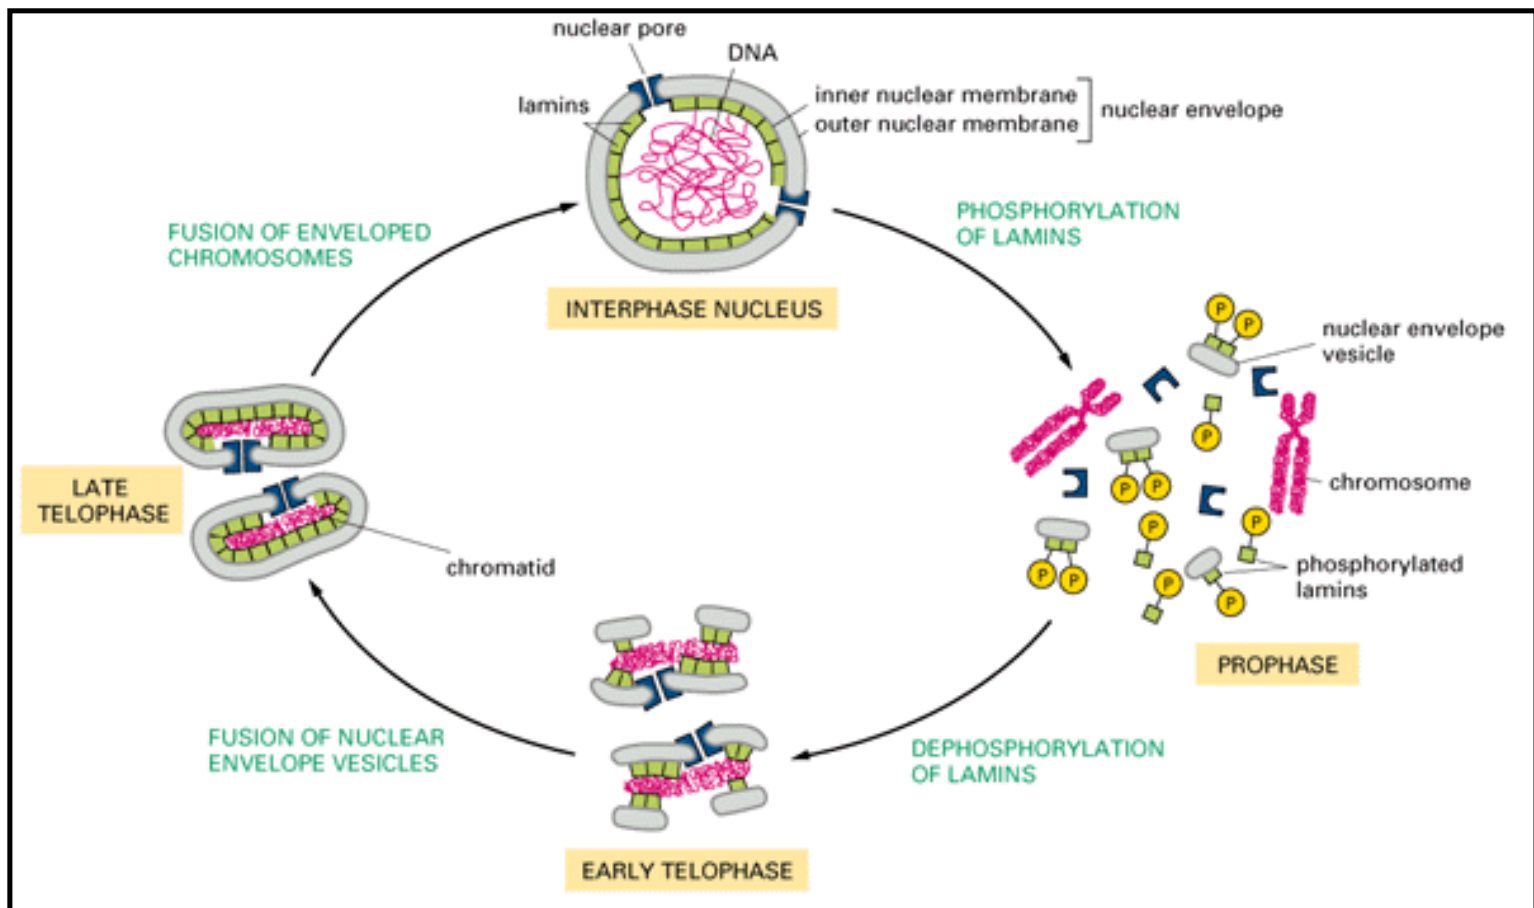 nuclear pore
DNA
lamins
inner nuclear membrane
outer nuclear membrane
nuclear envelope
FUSION OF ENVELOPED
CHROMOSOMES
PHOSPHORYLATION
OF LAMINS
INTERPHASE NUCLEUS
P
P
nuclear envelope
vesicle
P
P
P
chromosome
LATE
TELOPHASE
P
P
chromatid
P
P
P
P
phosphorylated
lamins
PROPHASE
FUSION OF NUCLEAR
ENVELOPE VESICLES
DEPHOSPHORYLATION
OF LAMINS
EARLY TELOPHASE